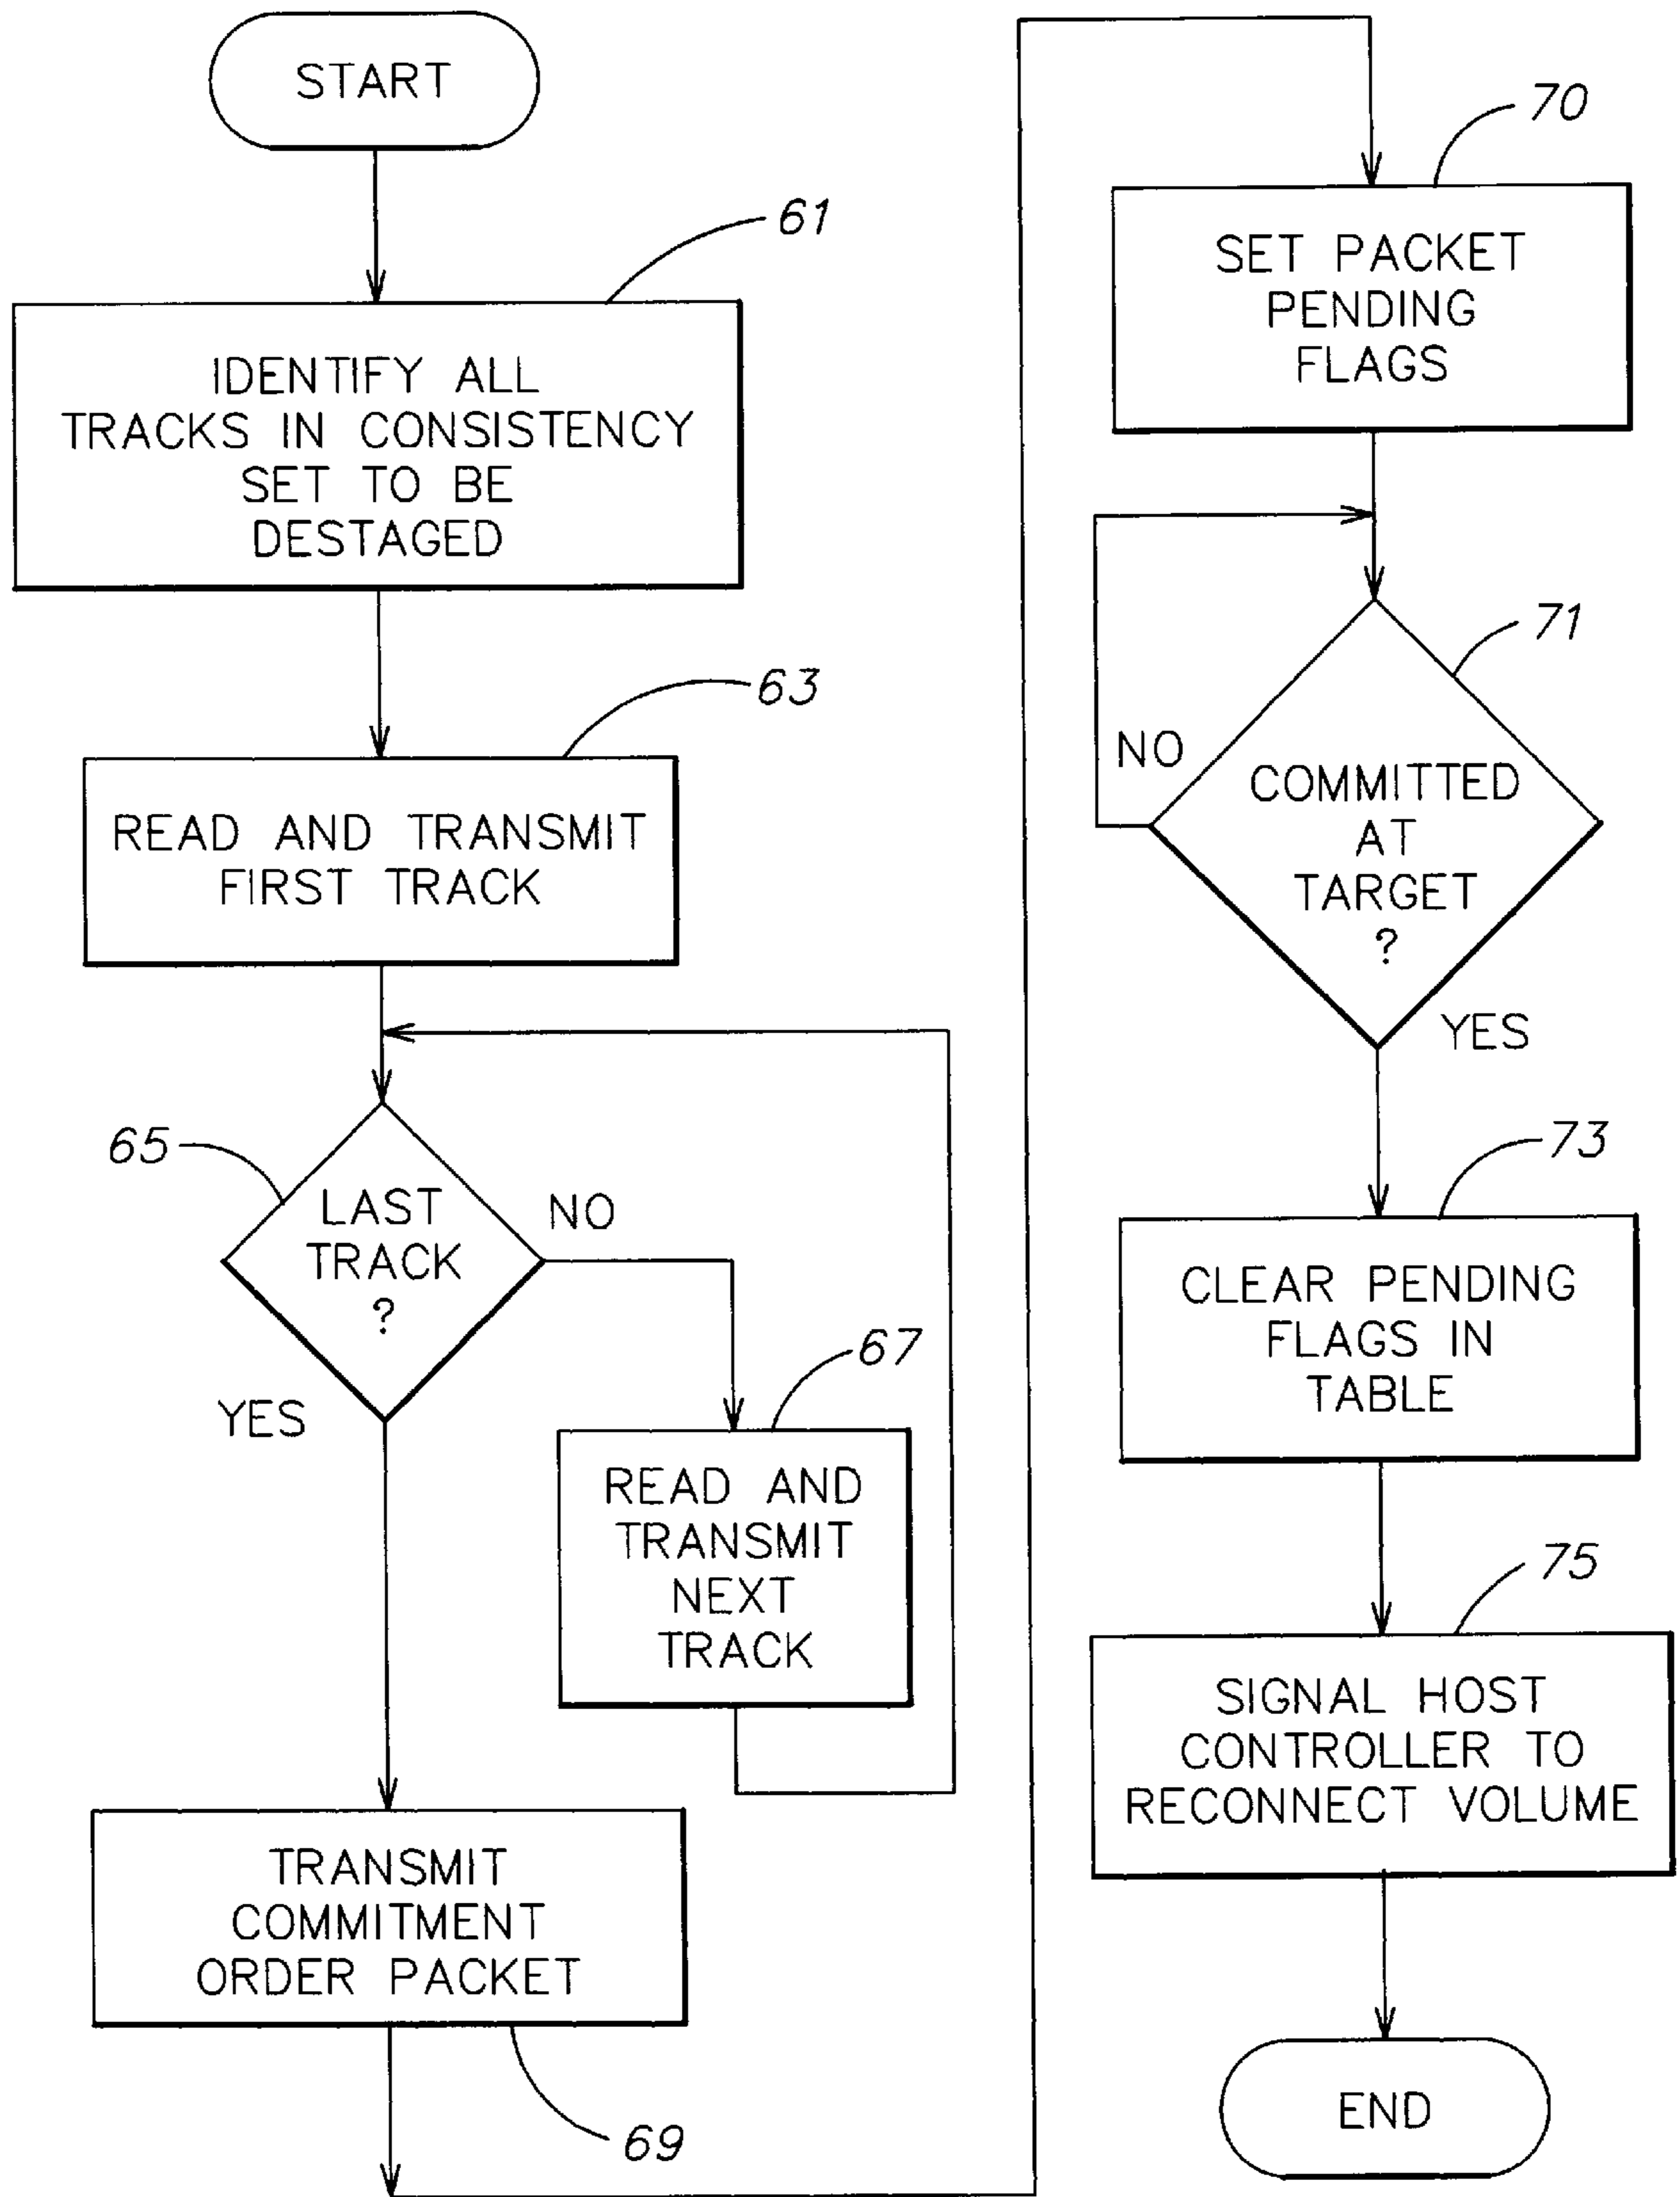 START
61
IDENTIFY ALL
TRACKS IN CONSISTENCY
SET TO BE
DESTAGED
63
READ AND TRANSMIT
FIRST TRACK
65
LAST
TRACK
?
NO
YES
67
READ AND
TRANSMIT
NEXT
TRACK
TRANSMIT
COMMITMENT
ORDER PACKET
69
70
SET PACKET
PENDING
FLAGS
71
NO
COMMITTED
AT
TARGET
?
YES
73
CLEAR PENDING
FLAGS IN
TABLE
75
SIGNAL HOST
CONTROLLER TO
RECONNECT VOLUME
END